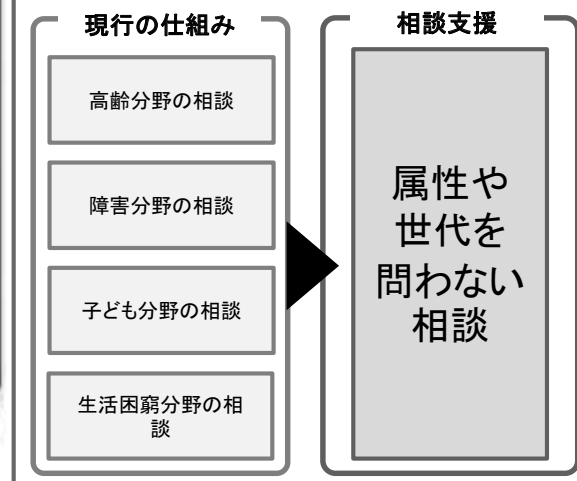 現行の仕組み
高齢分野の相談
障害分野の相談
子ども分野の相談
生活困窮分野の相
談
相談支援
属性や
世代を
問わない
相談